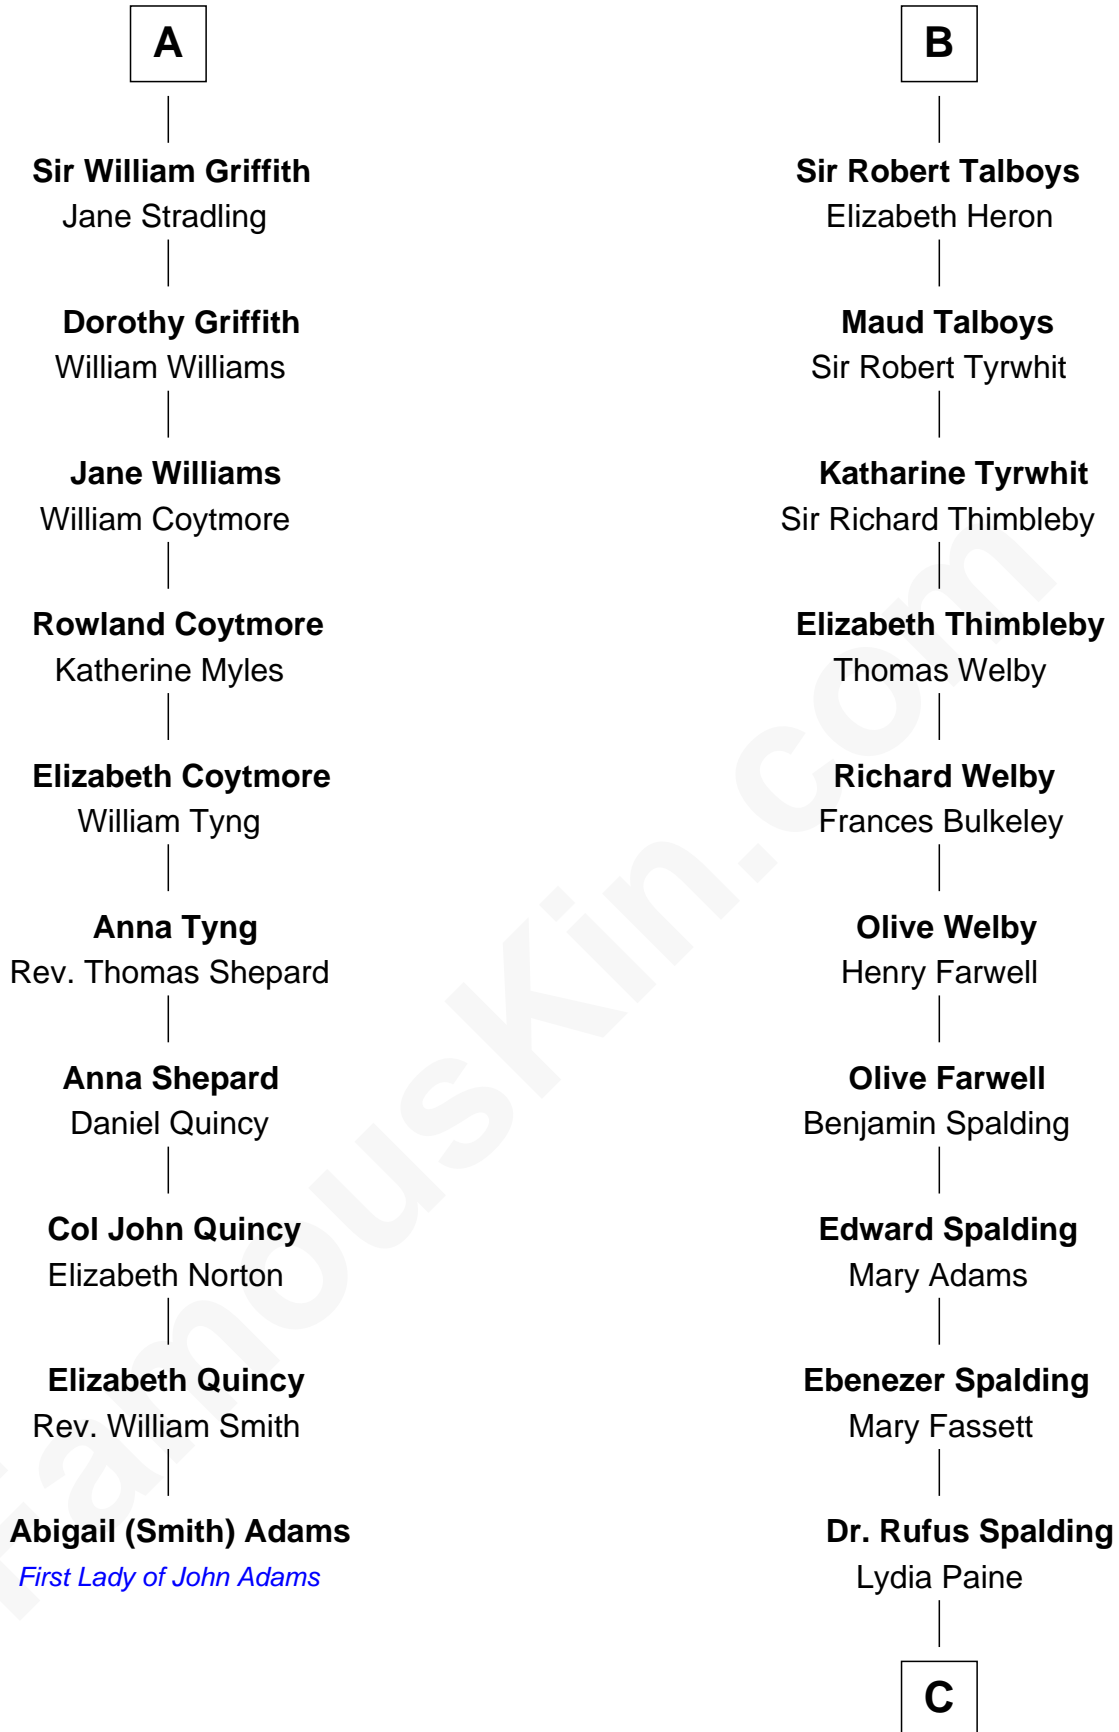 A
Sir William Griffith
Jane Stradling
Dorothy Griffith
William Williams
Jane Williams
William Coytmore
Rowland Coytmore
Katherine Myles
Elizabeth Coytmore
William Tyng
Anna Tyng
Rev. Thomas Shepard
Anna Shepard
Daniel Quincy
Col John Quincy
Elizabeth Norton
Elizabeth Quincy
Rev. William Smith
Abigail (Smith) Adams
First Lady of John Adams
B
Sir Robert Talboys
Elizabeth Heron
Maud Talboys
Sir Robert Tyrwhit
Katharine Tyrwhit
Sir Richard Thimbleby
Elizabeth Thimbleby
Thomas Welby
Richard Welby
Frances Bulkeley
Olive Welby
Henry Farwell
Olive Farwell
Benjamin Spalding
Edward Spalding
Mary Adams
Ebenezer Spalding
Mary Fassett
Dr. Rufus Spalding
Lydia Paine
C
FamousKin.com